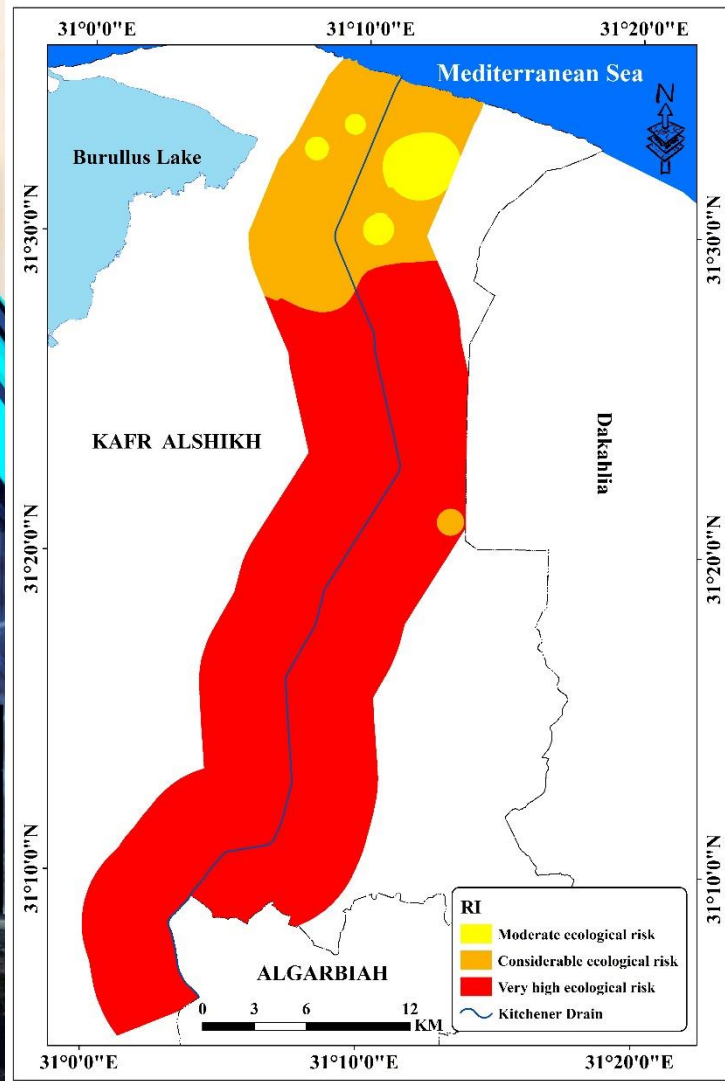 31°0'0"E
31°10'0"E
31°20'0"E
Mediterranean Sea
N
Burullus Lake
31°30'0"N
31°30'0"N
KAFR ALSHIKH
Dakahlia
31°20'0"N
31°20'0"N
31°10'0"N
31°10'0"N
ALGARBIAH
0 3 6 12
KM
RI
Moderate ecological risk
Considerable ecological risk
Very high ecological risk
Kitchener Drain
31°0'0"E
31°10'0"E
31°20'0"E